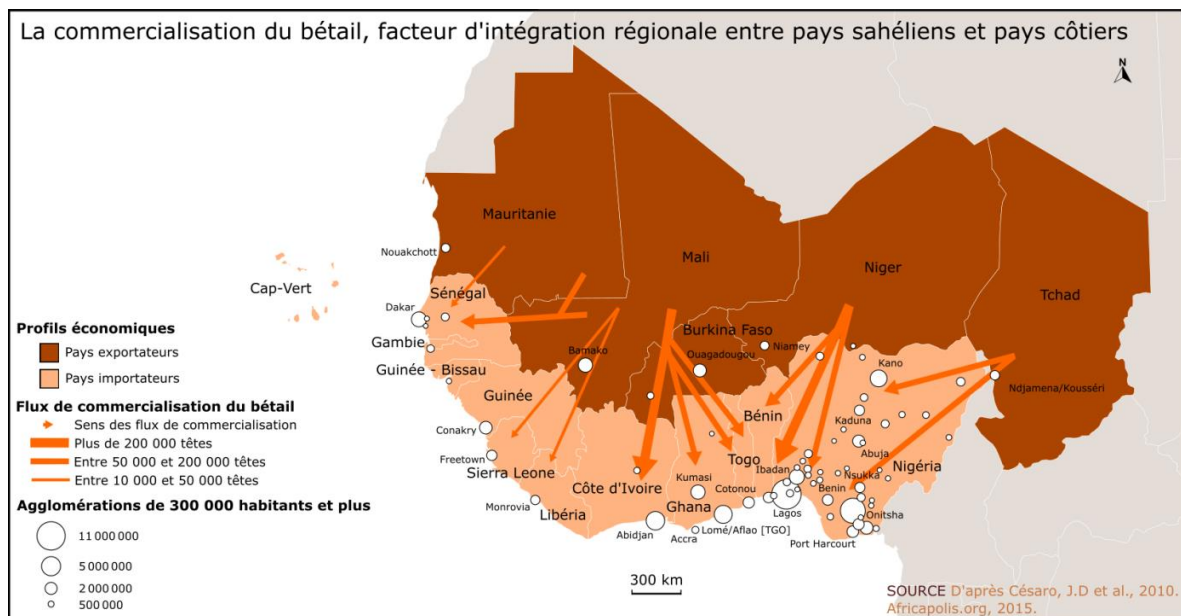 La commercialisation du bétail, facteur d'intégration régionale entre pays sahéliens et pays côtiers
N
Mauritanie
Nouakchott
Mali
Niger
Tchad
Cap-Vert
Sénégal
Dakar
Gambie
Guinée - Bissau
Guinée
Conakry
Freetown
Sierra Leone
Monrovia
Libéria
Bamako
Burkina Faso
Ouagadougou
Niamey
Côte d'Ivoire
Abidjan
Kumasi
Ghana
Accra
Togo
Lomé/Aflao [TGO]
Bénin
Cotonou
Ibadan
Lagos
Benin
Port Harcourt
Onitsha
Nsukka
Nigéria
Abuja
Kaduna
Kano
Ndjamena/Kousséri
Profils économiques
Pays exportateurs
Pays importateurs
Flux de commercialisation du bétail
Sens des flux de commercialisation
Plus de 200 000 têtes
Entre 50 000 et 200 000 têtes
Entre 10 000 et 50 000 têtes
Agglomérations de 300 000 habitants et plus
11 000 000
5 000 000
2 000 000
500 000
300 km
SOURCE D'après Césaro, J.D et al., 2010.
Africapolis.org, 2015.